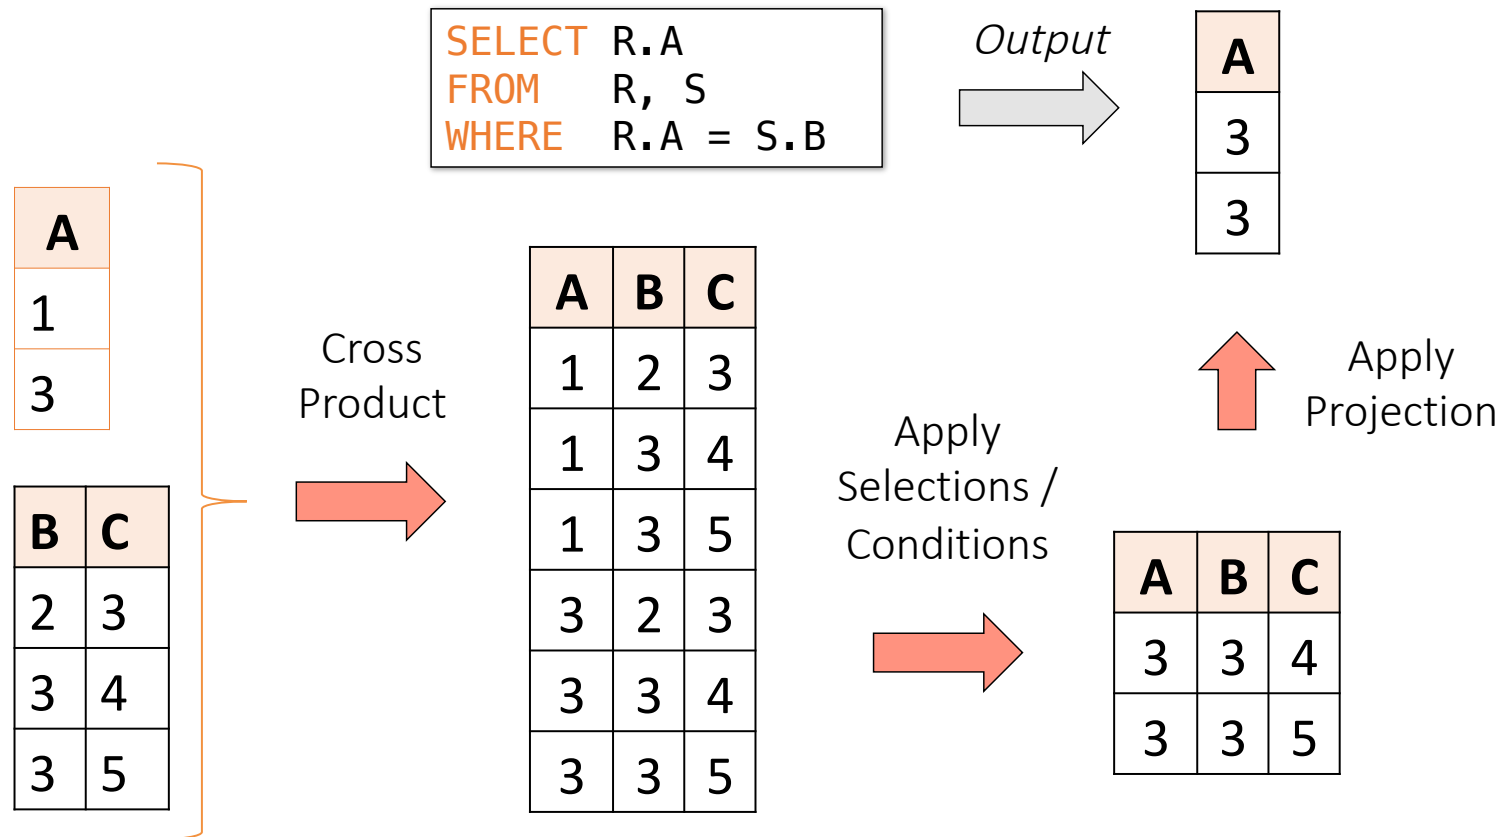 SELECT R.A
FROM R, S
WHERE R.A = S.B
Output
A
3
3
A
1
3
B C
2 3
3 4
3 5
Cross
Product
A B C
1 2 3
1 3 4
1 3 5
3 2 3
3 3 4
3 3 5
Apply
Selections /
Conditions
A B C
3 3 4
3 3 5
Apply
Projection